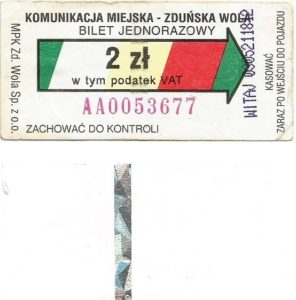 KOMUNIKACJA MIEJSKA - ZDUŃSKA WOLA
BILET JEDNORAZOWY
MPK Zd. Wola Sp. z o.o.
2 zł
w tym podatek VAT
AA0053677
ZACHOWAĆ DO KONTROLI
WITAJ
KASOWAĆ
ZARAZ PO WEJŚCIU DO POJAZDU